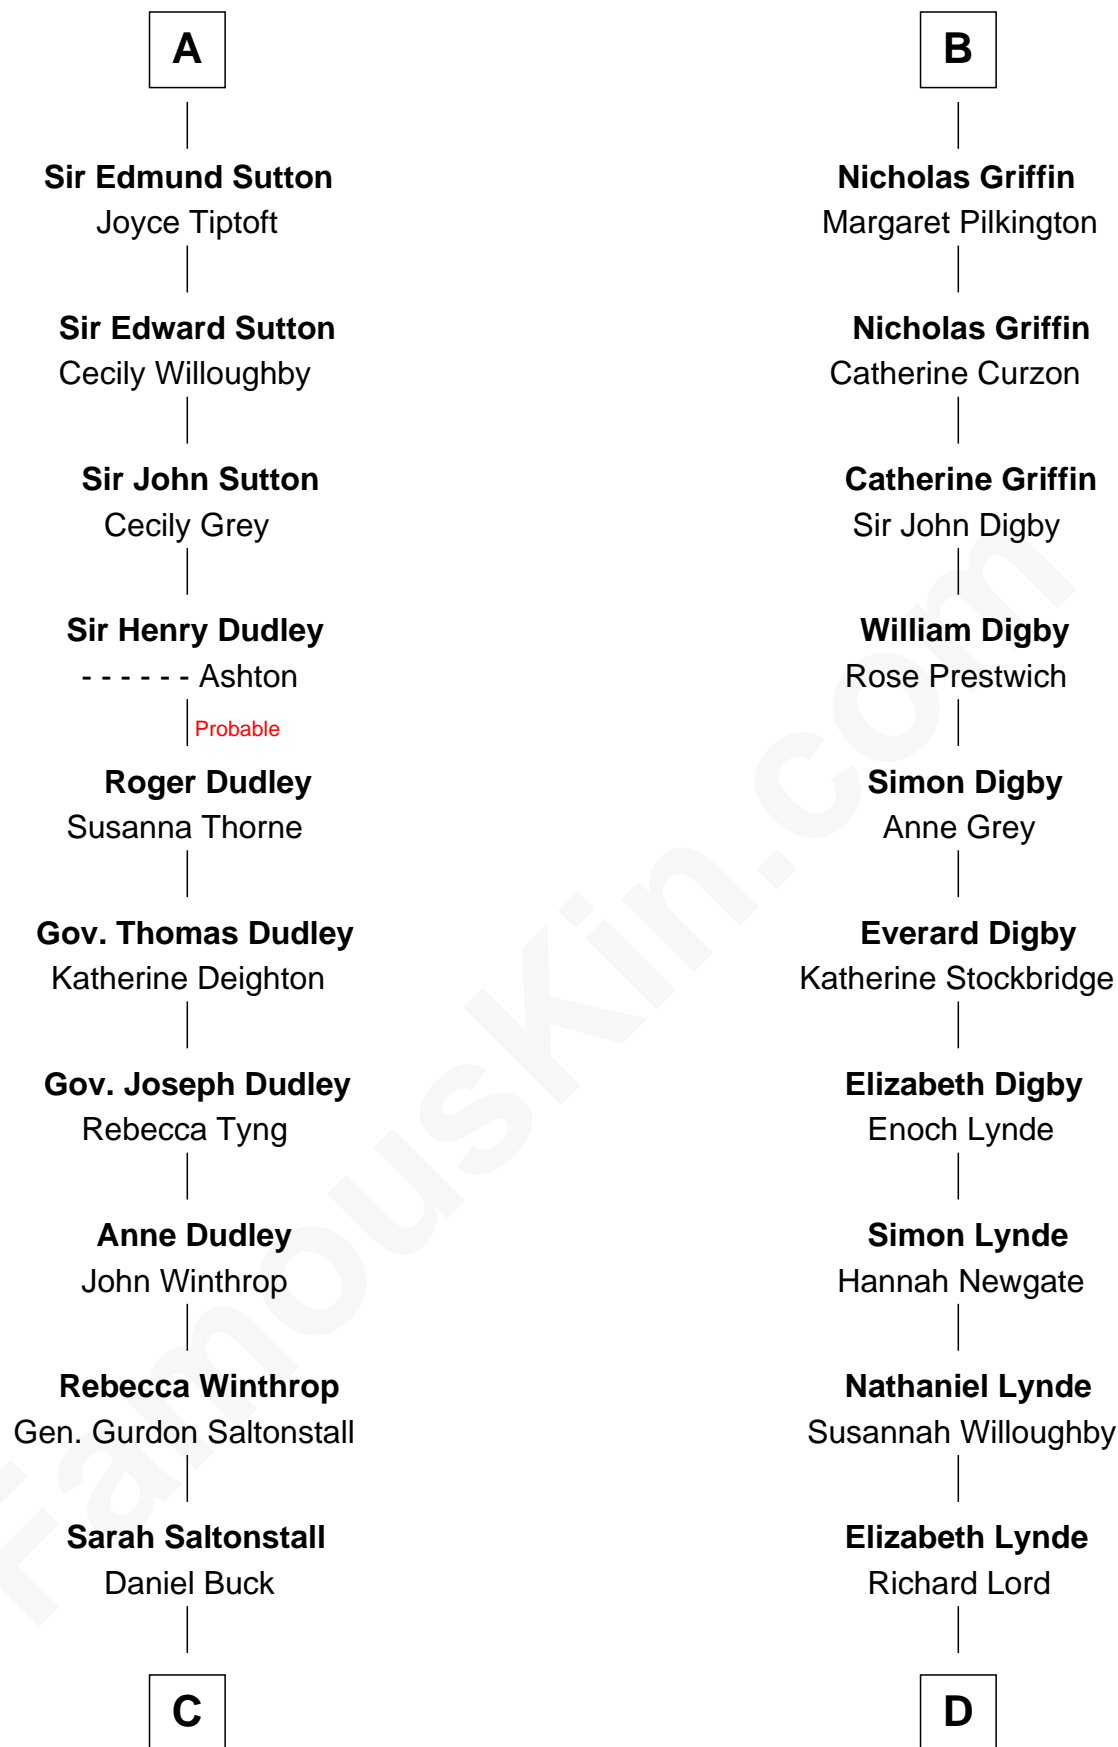 A
Sir Edmund Sutton
Joyce Tiptoft
Sir Edward Sutton
Cecily Willoughby
Sir John Sutton
Cecily Grey
Sir Henry Dudley
- - - - - - Ashton
Probable
Roger Dudley
Susanna Thorne
Gov. Thomas Dudley
Katherine Deighton
Gov. Joseph Dudley
Rebecca Tyng
Anne Dudley
John Winthrop
Rebecca Winthrop
Gen. Gurdon Saltonstall
Sarah Saltonstall
Daniel Buck
C
B
Nicholas Griffin
Margaret Pilkington
Nicholas Griffin
Catherine Curzon
Catherine Griffin
Sir John Digby
William Digby
Rose Prestwich
Simon Digby
Anne Grey
Everard Digby
Katherine Stockbridge
Elizabeth Digby
Enoch Lynde
Simon Lynde
Hannah Newgate
Nathaniel Lynde
Susannah Willoughby
Elizabeth Lynde
Richard Lord
D
FamousKin.com